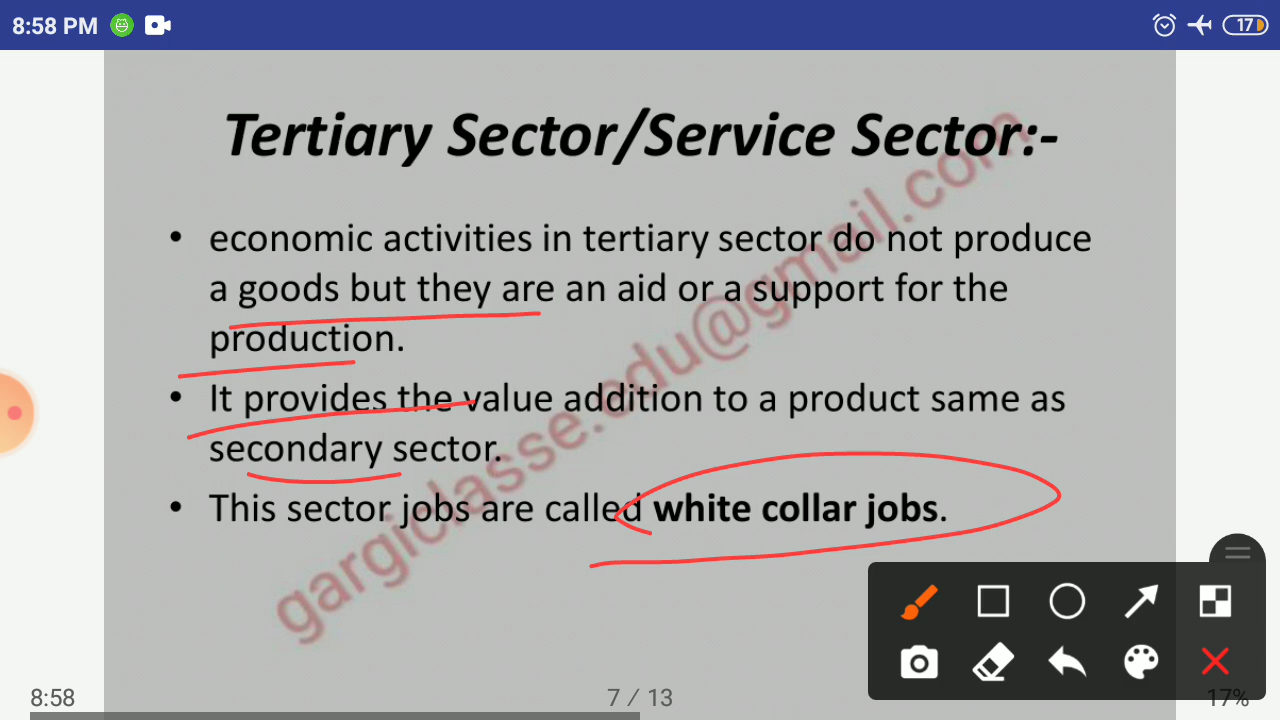 8:58 PM
17
Tertiary Sector/Service Sector:-
• economic activities in tertiary sector do not produce
a goods but they are an aid or a support for the
production.
• It provides the value addition to a product same as
secondary sector.
• This sector jobs are called white collar jobs.
gargiclasse.edu@gmail.com
8:58
7 / 13
17%